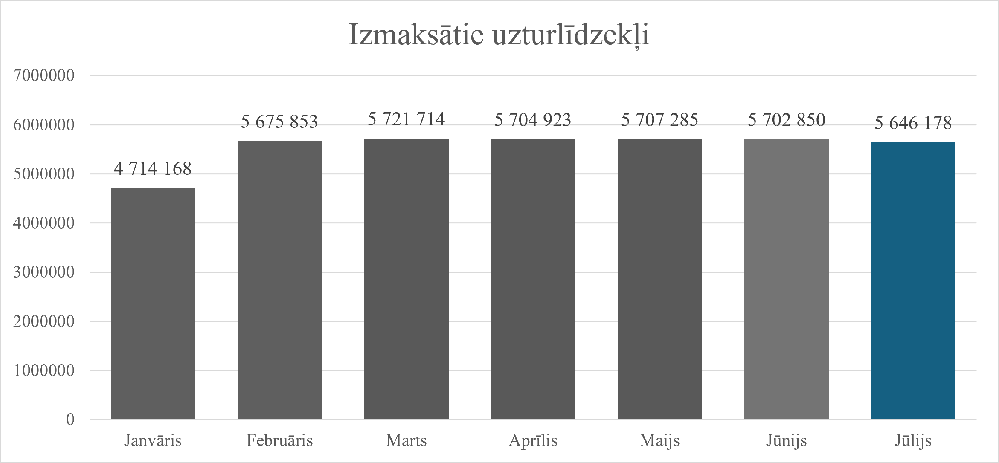 Izmaksātie uzturlīdzekļi
7000000
6000000
5000000
4000000
3000000
2000000
1000000
0
4 714 168
5 675 853
5 721 714
5 704 923
5 707 285
5 702 850
5 646 178
Janvāris
Februāris
Marts
Aprīlis
Maijs
Jūnijs
Jūlijs